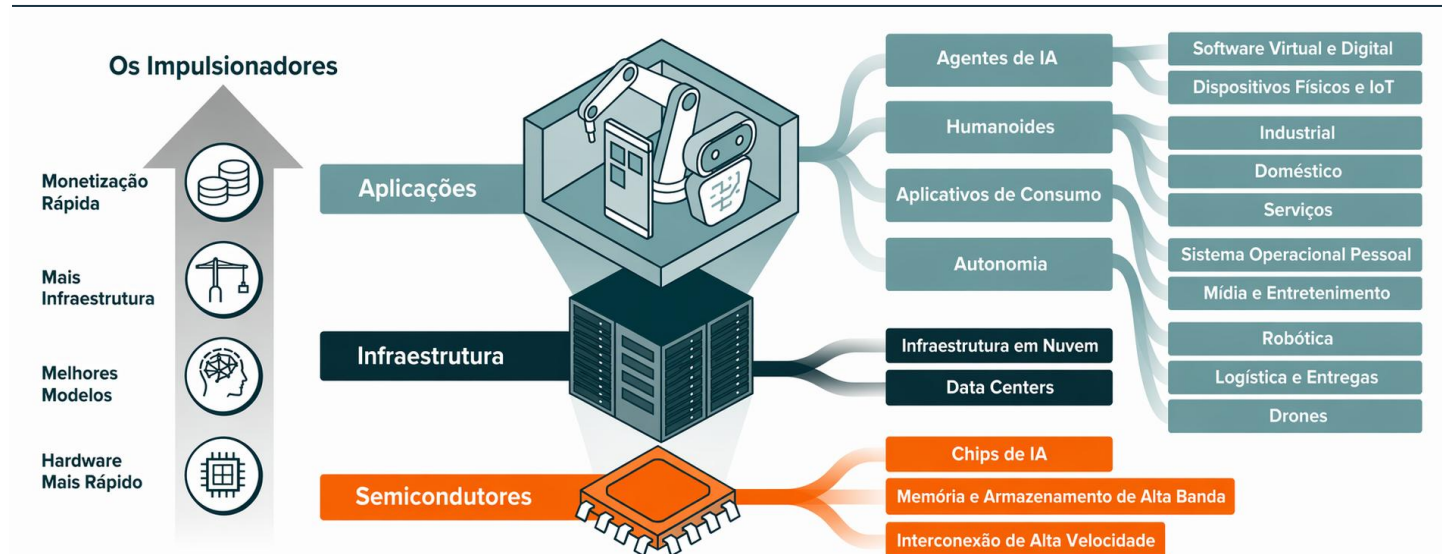 Os Impulsionadores
Monetização
Rápida
Mais
Infraestrutura
Melhores
Modelos
Hardware
Mais Rápido
Aplicações
Agentes de IA
Software Virtual e Digital
Dispositivos Físicos e IoT
Humanoides
Industrial
Doméstico
Serviços
Aplicativos de Consumo
Sistema Operacional Pessoal
Mídia e Entretenimento
Autonomia
Robótica
Logística e Entregas
Drones
Infraestrutura
Infraestrutura em Nuvem
Data Centers
Semicondutores
Chips de IA
Memória e Armazenamento de Alta Banda
Interconexão de Alta Velocidade